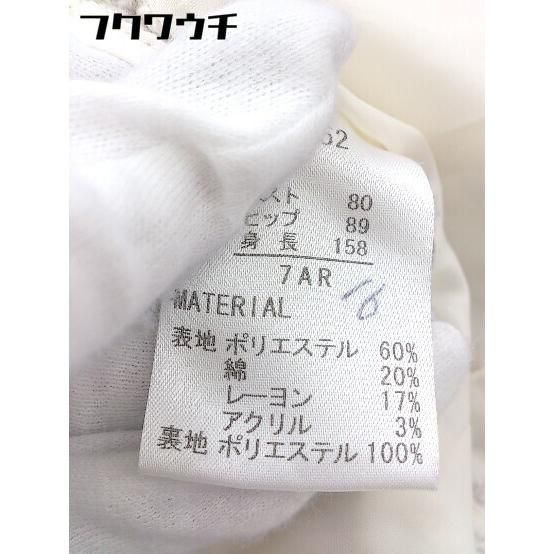 フクワウチ
52
スト 80
ヒップ 89
身長 158
7AR
MATERIAL
表地 ポリエステル 60%
綿 20%
レーヨン 17%
アクリル 3%
裏地 ポリエステル 100%